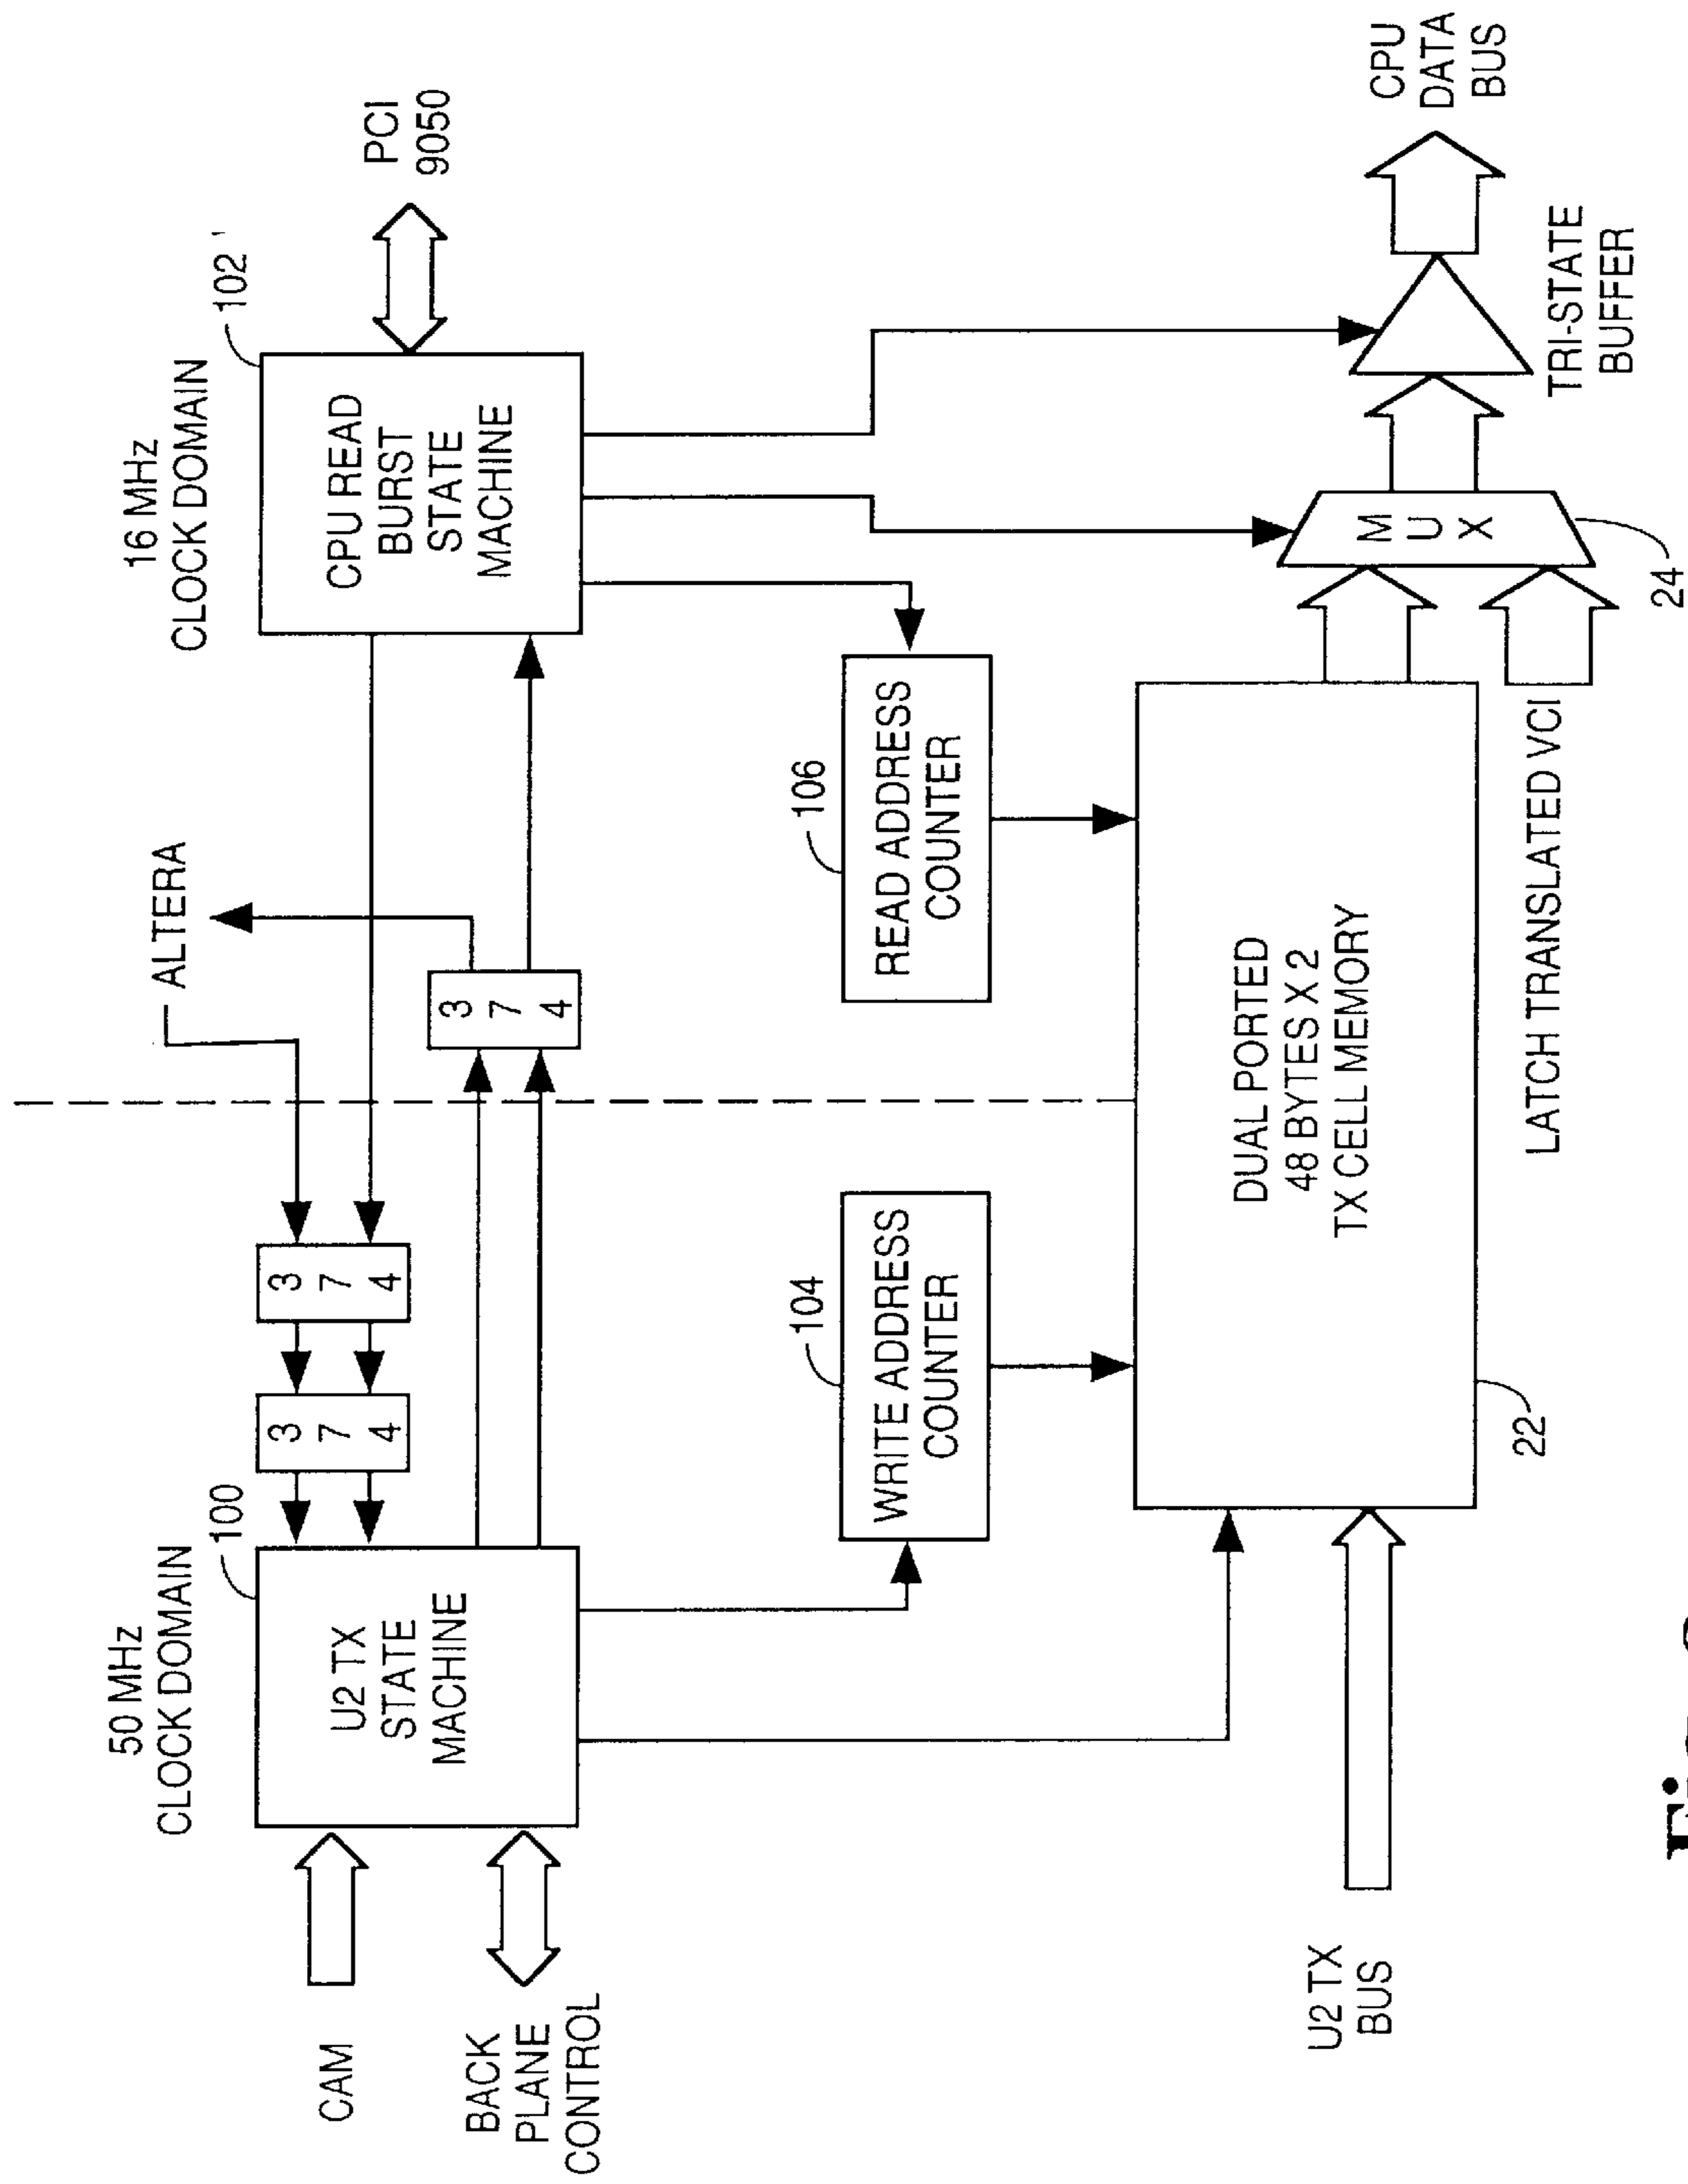 50 MHz
CLOCK DOMAIN
16 MHz
CLOCK DOMAIN
ALTERA
100
102'
CAM
U2 TX
STATE
MACHINE
3
7
4
3
7
4
3
7
4
CPU READ
BURST
STATE
MACHINE
PCI
9050
BACK
PLANE
CONTROL
104
WRITE ADDRESS
COUNTER
106
READ ADDRESS
COUNTER
U2 TX
BUS
DUAL PORTED
48 BYTES X 2
TX CELL MEMORY
22
LATCH TRANSLATED VCI
M
U
X
24
TRI-STATE
BUFFER
CPU
DATA
BUS